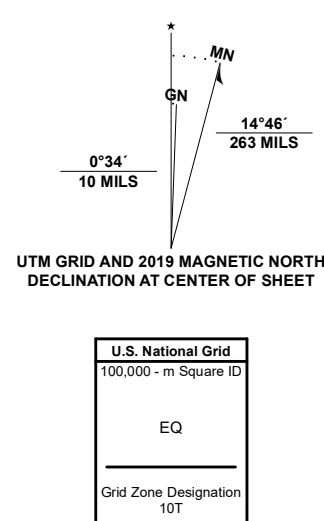 ★
MN
GN
14°46´
263 MILS
0°34´
10 MILS
UTM GRID AND 2019 MAGNETIC NORTH
DECLINATION AT CENTER OF SHEET
U.S. National Grid
100,000 - m Square ID
EQ
Grid Zone Designation
10T